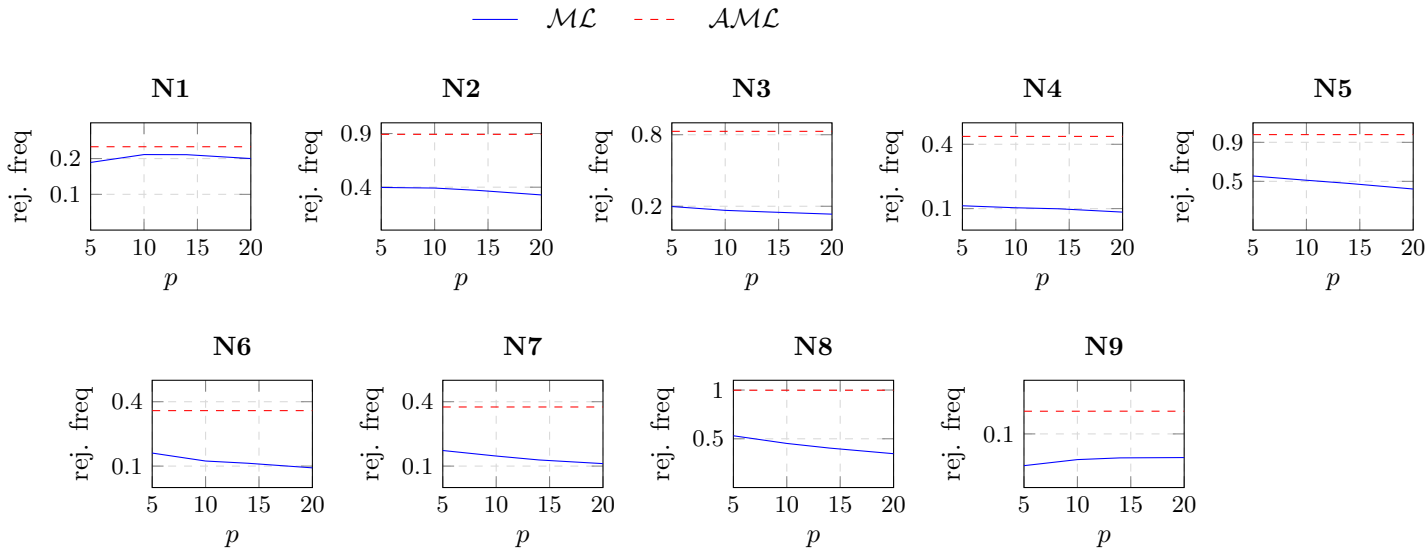 ML AML
N1 N2 N3 N4 N5
rej. freq 0.2 0.1 5 10 15 20 p
rej. freq 0.9 0.4 5 10 15 20 p
rej. freq 0.8 0.2 5 10 15 20 p
rej. freq 0.4 0.1 5 10 15 20 p
rej. freq 0.9 0.5 5 10 15 20 p
N6 N7 N8 N9
rej. freq 0.4 0.1 5 10 15 20 p
rej. freq 0.4 0.1 5 10 15 20 p
rej. freq 1 0.5 5 10 15 20 p
rej. freq 0.1 5 10 15 20 p